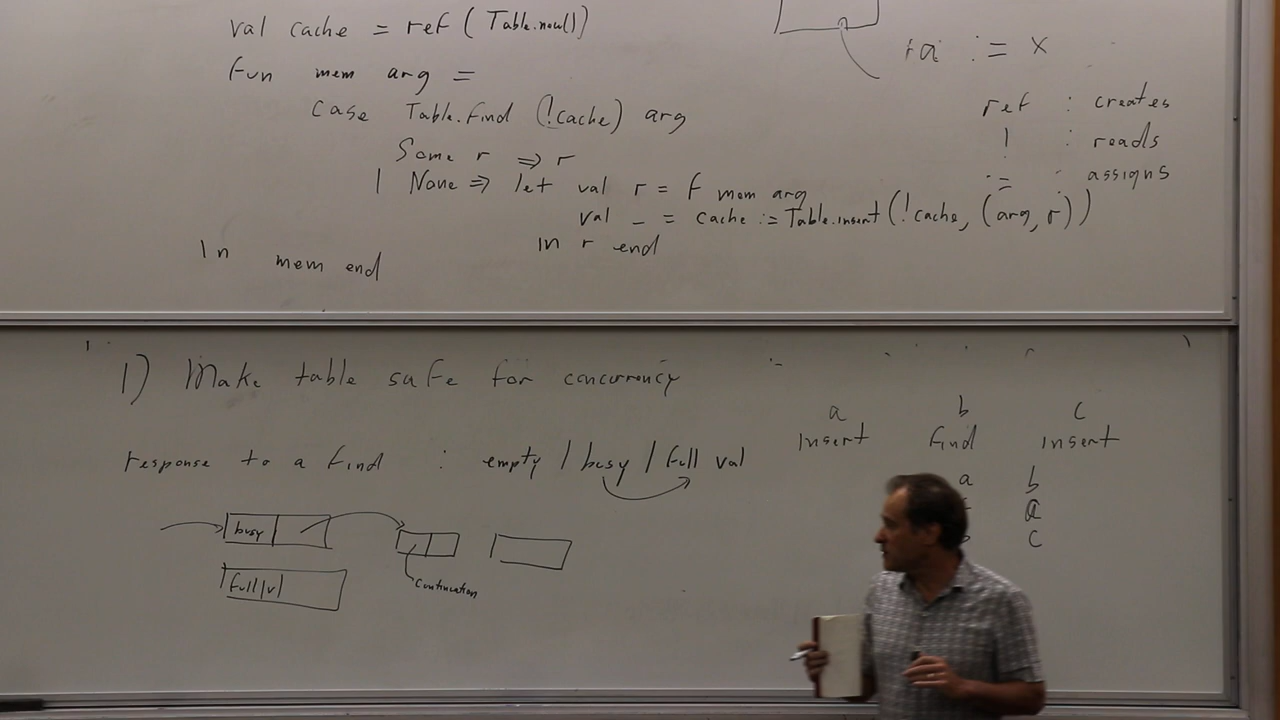 val cache = ref ( Table.new())
fun mem arg =
case Table.find (!cache) arg
Some r ⇒ r
| None ⇒ let val r = f mem arg
val _ = cache := Table.insert(!cache, (arg, r))
in r end
In mem end
ra := x
ref : creates
! : reads
:= : assigns
1) Make table safe for concurrency
response to a find : empty / busy / full val
busy
full|v|
continuation
a b c
Insert find insert
a b
a
c